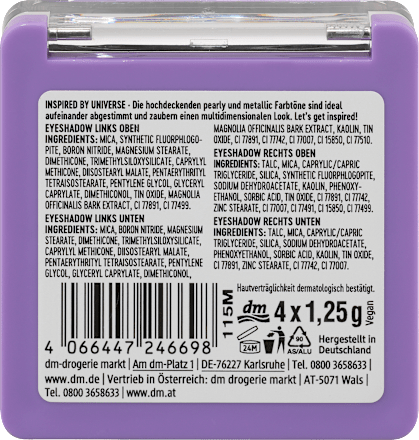 INSPIRED BY UNIVERSE - Die hochdeckenden pearly und metallic Farbtöne sind ideal
aufeinander abgestimmt und zaubern einen multidimensionalen Look. Let's get inspired!
EYESHADOW LINKS OBEN
INGREDIENTS: MICA, SYNTHETIC FLUORPHLOGO-
PITE, BORON NITRIDE, MAGNESIUM STEARATE,
DIMETHICONE, TRIMETHYLSILOXYSILICATE, CAPRYLYL
METHICONE, DIISOSTEARYL MALATE, PENTAERYTHRITYL
TETRAISOSTEARATE, PENTYLENE GLYCOL, GLYCERYL
CAPRYLATE, DIMETHICONOL, TIN OXIDE, MAGNOLIA
OFFICINALIS BARK EXTRACT, CI 77891, CI 77499.
EYESHADOW LINKS UNTEN
INGREDIENTS: MICA, BORON NITRIDE, MAGNESIUM
STEARATE, DIMETHICONE, TRIMETHYLSILOXYSILICATE,
CAPRYLYL METHICONE, DIISOSTEARYL MALATE,
PENTAERYTHRITYL TETRAISOSTEARATE, PENTYLENE
GLYCOL, GLYCERYL CAPRYLATE, DIMETHICONOL,
MAGNOLIA OFFICINALIS BARK EXTRACT, KAOLIN, TIN
OXIDE, CI 77891, CI 77742, CI 77007, CI 15850, CI 77510.
EYESHADOW RECHTS OBEN
INGREDIENTS: TALC, MICA, CAPRYLIC/CAPRIC
TRIGLYCERIDE, SILICA, SYNTHETIC FLUORPHLOGOPITE,
SODIUM DEHYDROACETATE, KAOLIN, PHENOXY-
ETHANOL, SORBIC ACID, TIN OXIDE, CI 77891, CI 77742,
ZINC STEARATE, CI 77007, CI 77491, CI 15850, CI 77499.
EYESHADOW RECHTS UNTEN
INGREDIENTS: TALC, MICA, CAPRYLIC/CAPRIC
TRIGLYCERIDE, SILICA, SODIUM DEHYDROACETATE,
PHENOXYETHANOL, SORBIC ACID, KAOLIN, TIN OXIDE,
CI 77891, ZINC STEARATE, CI 77742, CI 77007.
Hautverträglichkeit dermatologisch bestätigt.
115M
dm 4 x 1,25 g
Vegan
24M
90
AS/ALU
Hergestellt in
Deutschland
4 066447 246698
dm-drogerie markt | Am dm-Platz 1 | DE-76227 Karlsruhe | Tel. 0800 3658633
www.dm.de | Vertrieb in Österreich: dm drogerie markt | AT-5071 Wals |
Tel. 0800 3658633 | www.dm.at